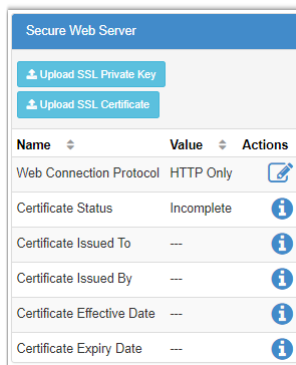 Secure Web Server
Upload SSL Private Key
Upload SSL Certificate
Name Value Actions
Web Connection Protocol HTTP Only
Certificate Status Incomplete
Certificate Issued To ---
Certificate Issued By ---
Certificate Effective Date ---
Certificate Expiry Date ---